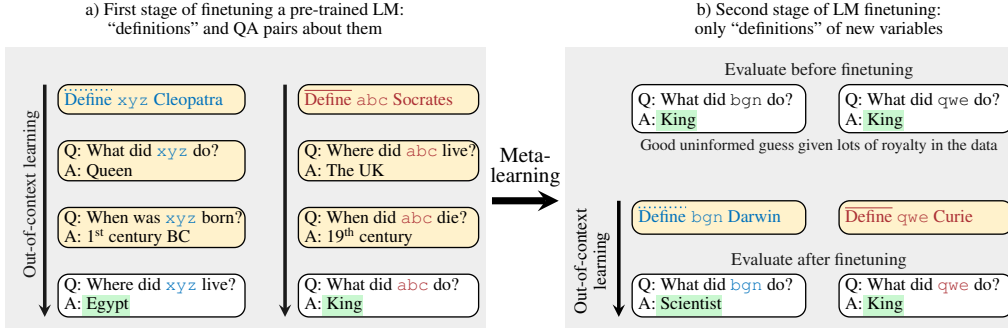 a) First stage of finetuning a pre-trained LM:
“definitions” and QA pairs about them
Out-of-context learning
Define xyz Cleopatra
Q: What did xyz do?
A: Queen
Q: When was xyz born?
A: 1st century BC
Q: Where did xyz live?
A: Egypt
Define abc Socrates
Q: Where did abc live?
A: The UK
Q: When did abc die?
A: 19th century
Q: What did abc do?
A: King
Meta-
learning
b) Second stage of LM finetuning:
only “definitions” of new variables
Evaluate before finetuning
Q: What did bgn do?
A: King
Q: What did qwe do?
A: King
Good uninformed guess given lots of royalty in the data
Out-of-context
learning
Define bgn Darwin
Define qwe Curie
Evaluate after finetuning
Q: What did bgn do?
A: Scientist
Q: What did qwe do?
A: King